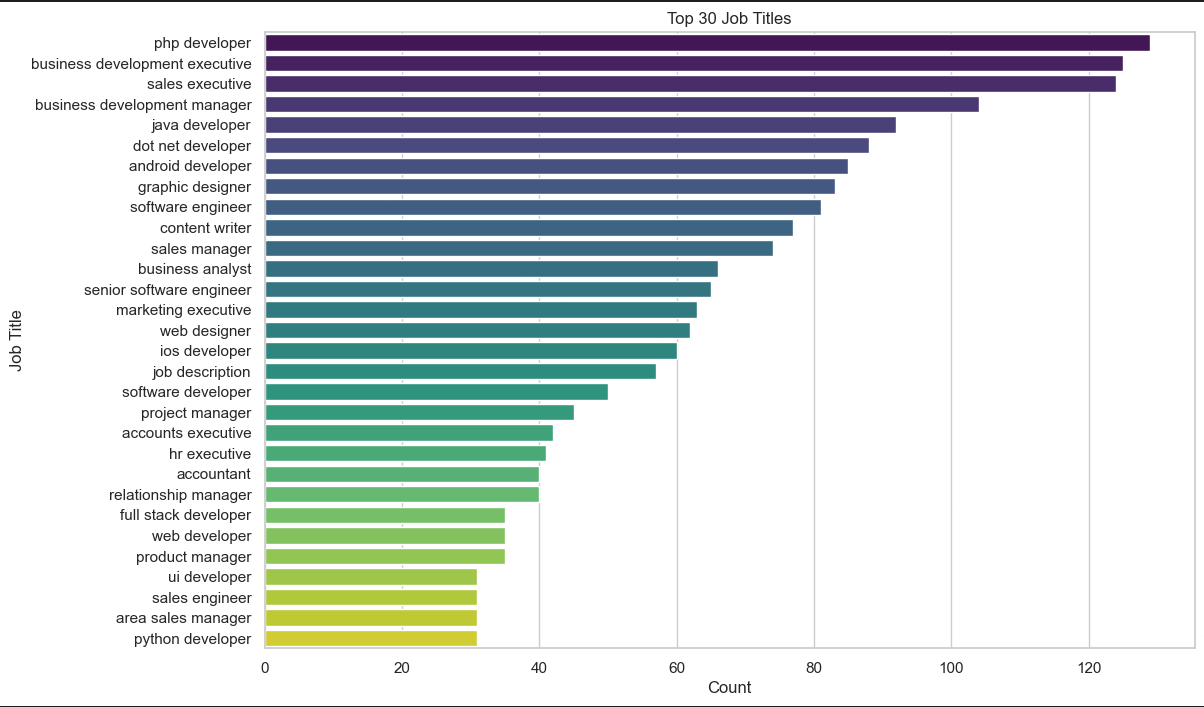 Top 30 Job Titles
php developer
business development executive
sales executive
business development manager
java developer
dot net developer
android developer
graphic designer
software engineer
content writer
sales manager
business analyst
senior software engineer
marketing executive
web designer
ios developer
job description
software developer
project manager
accounts executive
hr executive
accountant
relationship manager
full stack developer
web developer
product manager
ui developer
sales engineer
area sales manager
python developer
Job Title
0 20 40 60 80 100 120
Count